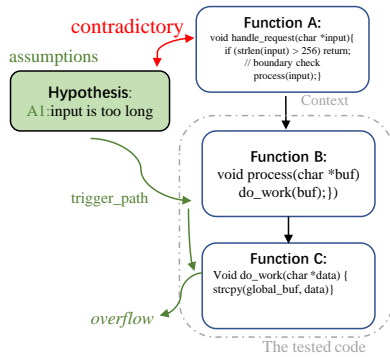 contradictory
Function A:
void handle_request(char *input){
if (strlen(input) > 256) return;
// boundary check
process(input);}
assumptions
Hypothesis:
A1:input is too long
Context
Function B:
void process(char *buf)
do_work(buf);})
trigger_path
Function C:
Void do_work(char *data) {
strcpy(global_buf, data)}
overflow
The tested code